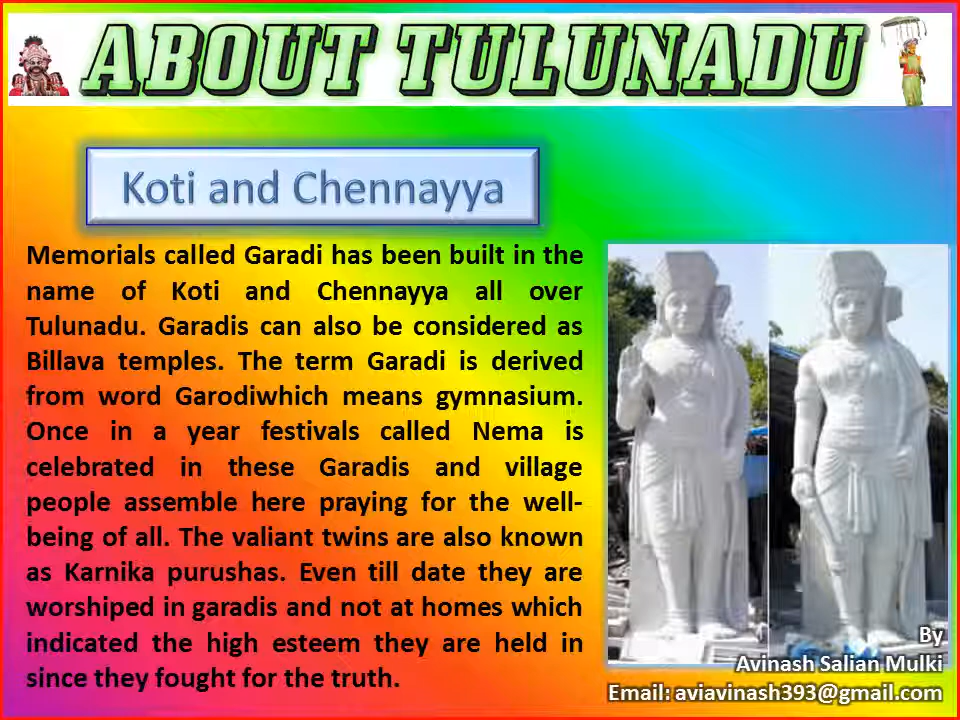 ABOUT TULUNADU
Koti and Chennayya
Memorials called Garadi has been built in the
name of Koti and Chennayya all over
Tulunadu. Garadis can also be considered as
Billava temples. The term Garadi is derived
from word Garodiwhich means gymnasium.
Once in a year festivals called Nema is
celebrated in these Garadis and village
people assemble here praying for the well-
being of all. The valiant twins are also known
as Karnika purushas. Even till date they are
worshiped in garadis and not at homes which
indicated the high esteem they are held in
since they fought for the truth.
By
Avinash Salian Mulki
Email: aviavinash393@gmail.com